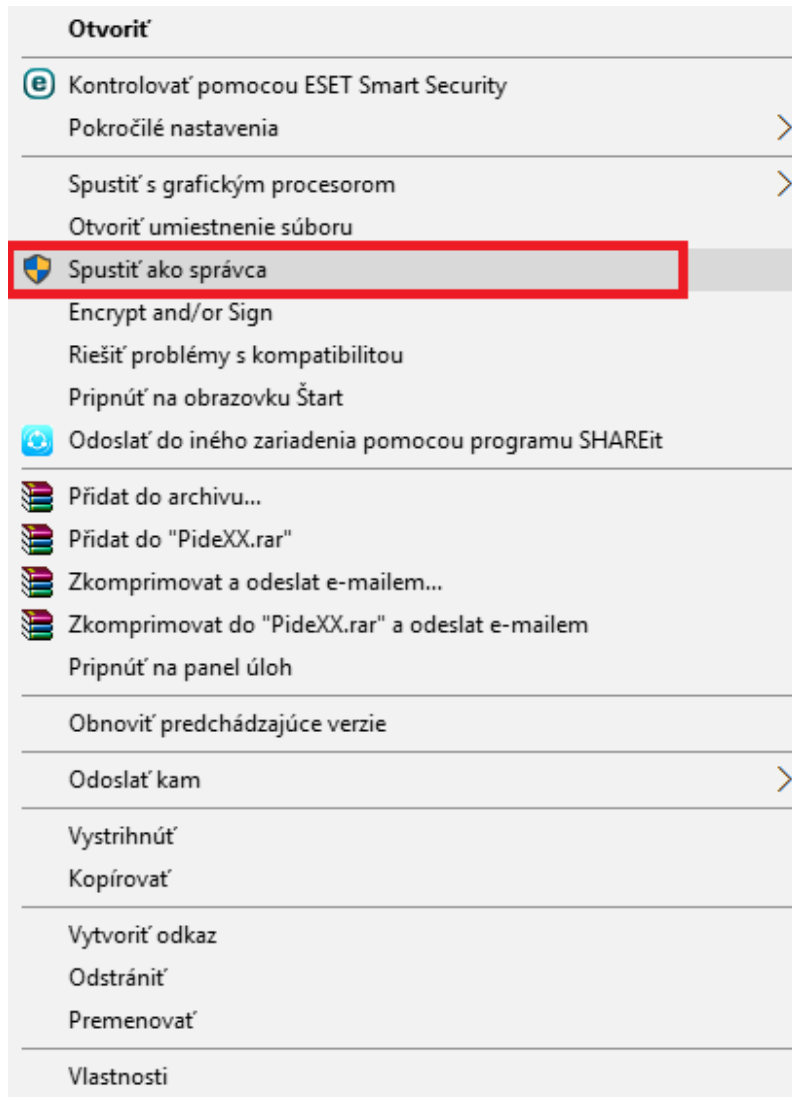 Otvoriť
Kontrolovať pomocou ESET Smart Security
Pokročilé nastavenia
Spustiť s grafickým procesorom
Otvoriť umiestnenie súboru
Spustiť ako správca
Encrypt and/or Sign
Riešiť problémy s kompatibilitou
Pripnúť na obrazovku Štart
Odoslať do iného zariadenia pomocou programu SHAREit
Přidat do archivu...
Přidat do "PideXX.rar"
Zkomprimovat a odeslat e-mailem...
Zkomprimovat do "PideXX.rar" a odeslat e-mailem
Pripnúť na panel úloh
Obnoviť predchádzajúce verzie
Odoslať kam
Vystrihnúť
Kopírovať
Vytvoriť odkaz
Odstrániť
Premenovať
Vlastnosti